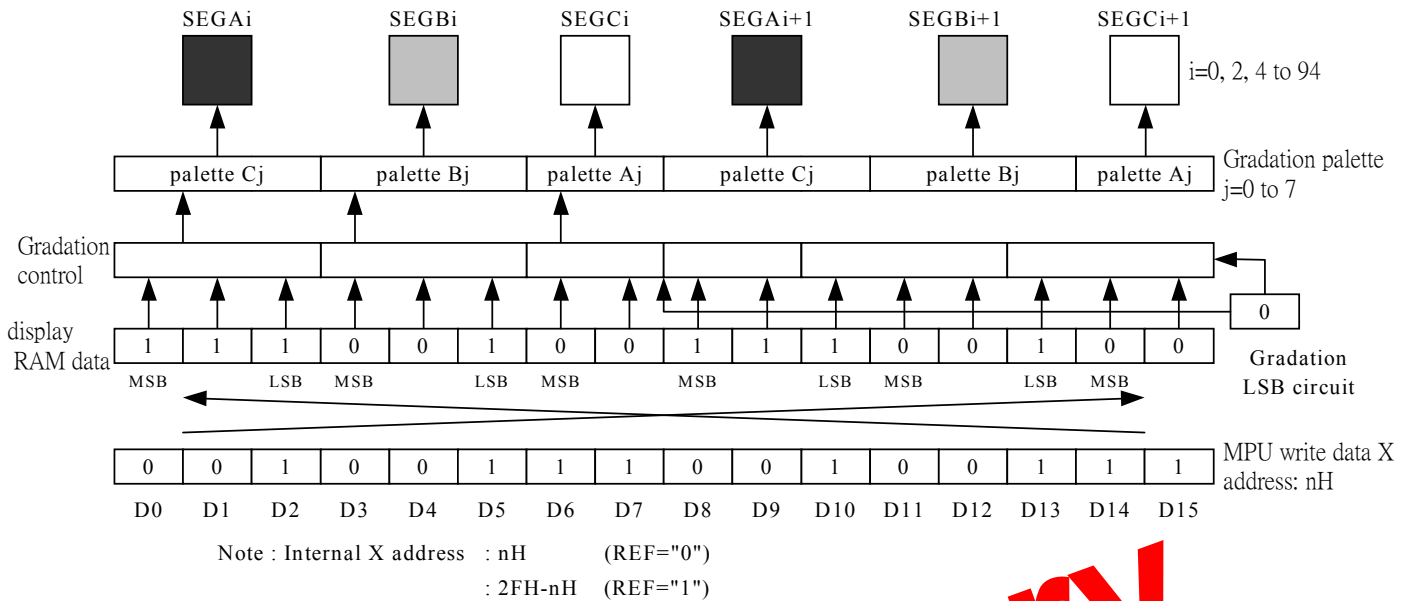 SEGAi SEGBi SEGCi SEGAi+1 SEGBi+1 SEGCi+1
i=0, 2, 4 to 94
palette Cj palette Bj palette Aj palette Cj palette Bj palette Aj
Gradation palette
j=0 to 7
Gradation
control
0
display
RAM data
1 1 1 0 0 1 0 0 1 1 1 0 0 1 0 0
MSB LSB MSB LSB MSB MSB LSB MSB LSB MSB
Gradation
LSB circuit
0 0 1 0 0 1 1 1 0 0 1 0 0 1 1 1
MPU write data X
address: nH
D0 D1 D2 D3 D4 D5 D6 D7 D8 D9 D10 D11 D12 D13 D14 D15
Note : Internal X address : nH (REF="0")
: 2FH-nH (REF="1")